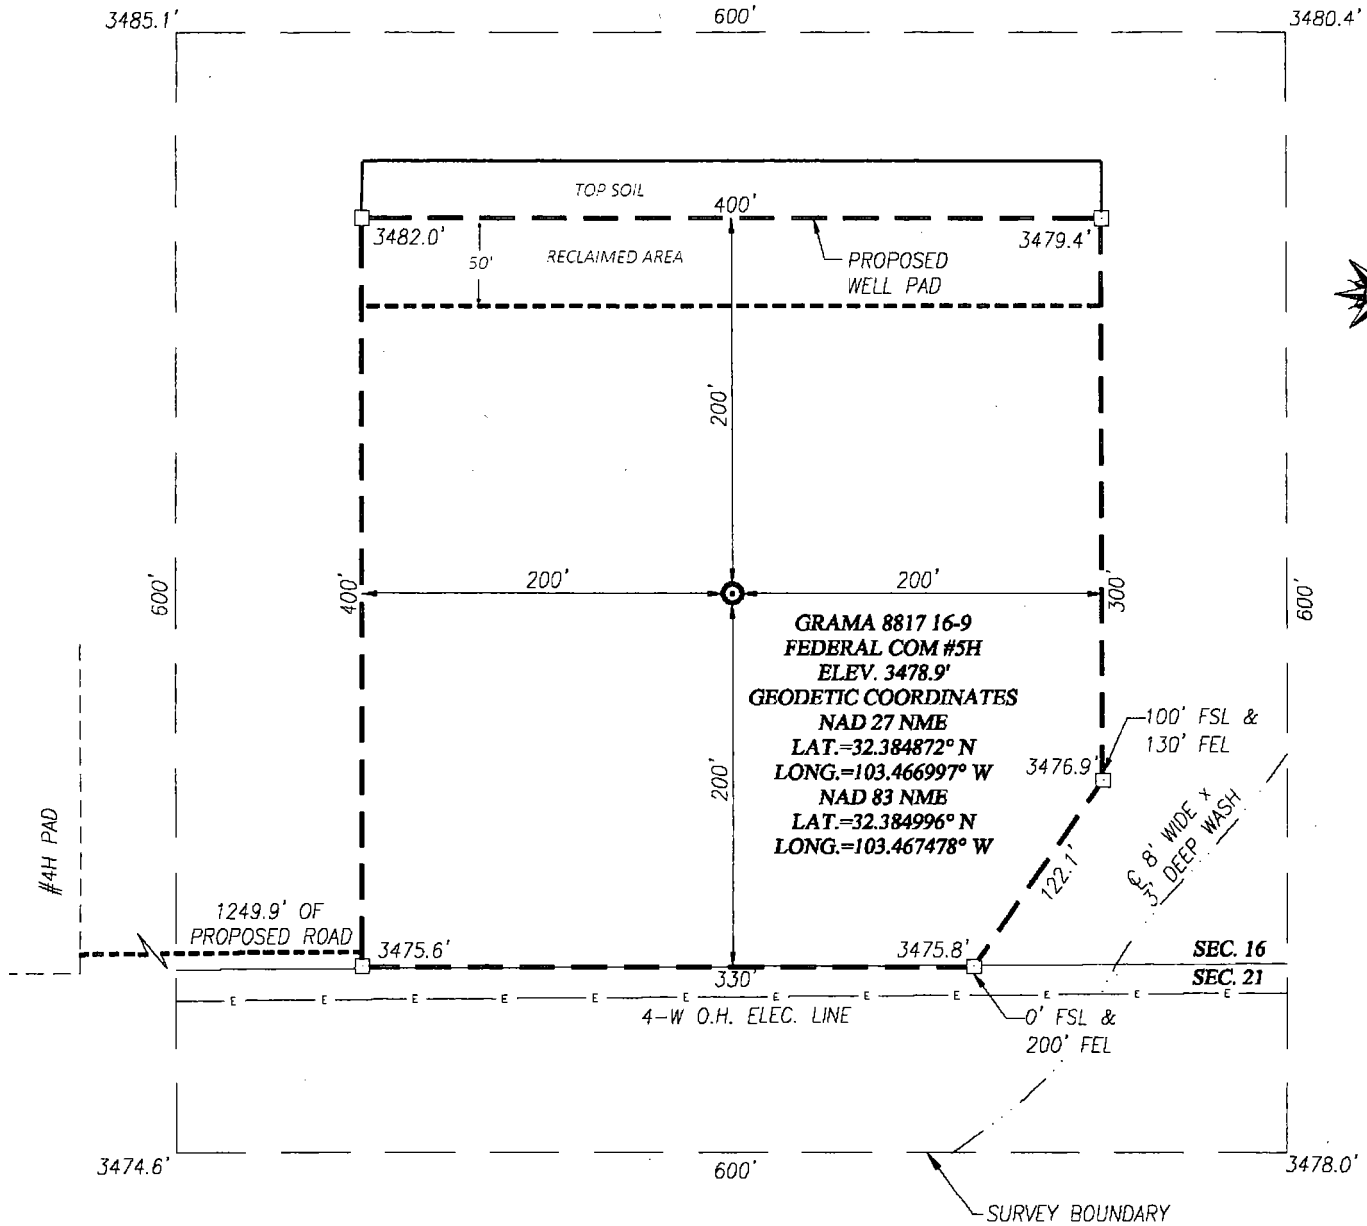 3485.1'
600'
3480.4'
TOP SOIL
400'
3482.0'
3479.4'
50'
RECLAIMED AREA
PROPOSED
WELL PAD
200'
600'
400'
200'
200'
300'
600'
GRAMA 8817 16-9
FEDERAL COM #5H
ELEV. 3478.9'
GEODETIC COORDINATES
NAD 27 NME
LAT.=32.384872° N
LONG.=103.466997° W
NAD 83 NME
LAT.=32.384996° N
LONG.=103.467478° W
200'
100' FSL &
130' FEL
3476.9'
℄ 8' WIDE x
3' DEEP WASH
122.1'
#4H PAD
1249.9' OF
PROPOSED ROAD
3475.6'
3475.8'
SEC. 16
SEC. 21
330'
E E E E E E E E E E E E
4-W O.H. ELEC. LINE
0' FSL &
200' FEL
3474.6'
600'
3478.0'
SURVEY BOUNDARY